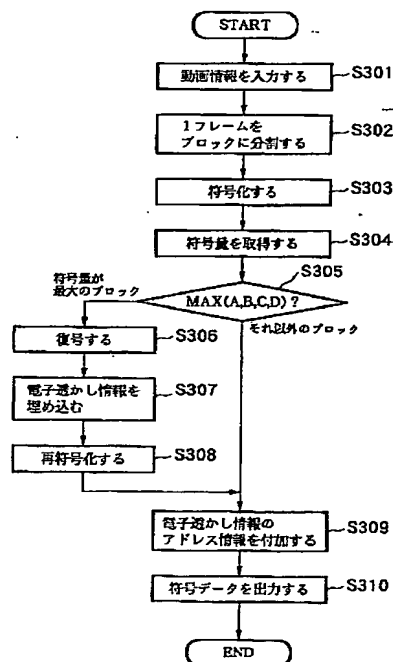 START
動画情報を入力する
S301
1フレームを
ブロックに分割する
S302
符号化する
S303
符号量を取得する
S304
S305
MAX(A,B,C,D)?
符号量が
最大のブロック
それ以外のブロック
復号する
S306
電子透かし情報を
埋め込む
S307
再符号化する
S308
電子透かし情報の
アドレス情報を付加する
S309
符号データを出力する
S310
END